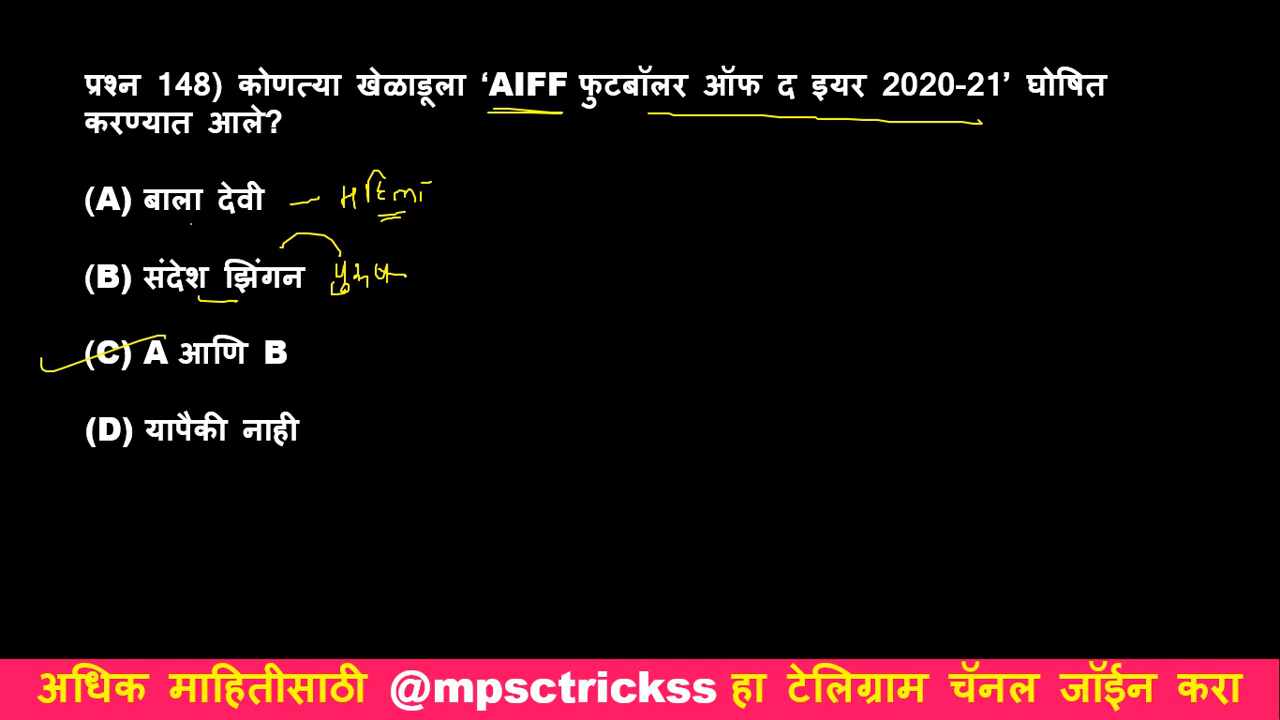 प्रश्न 148) कोणत्या खेळाडूला ‘AIFF फुटबॉलर ऑफ द इयर 2020-21’ घोषित
करण्यात आले?
(A) बाला देवी - महिला
(B) संदेश झिंगन पुरुष
(C) A आणि B
(D) यापैकी नाही
अधिक माहितीसाठी @mpsctrickss हा टेलिग्राम चॅनल जॉईन करा